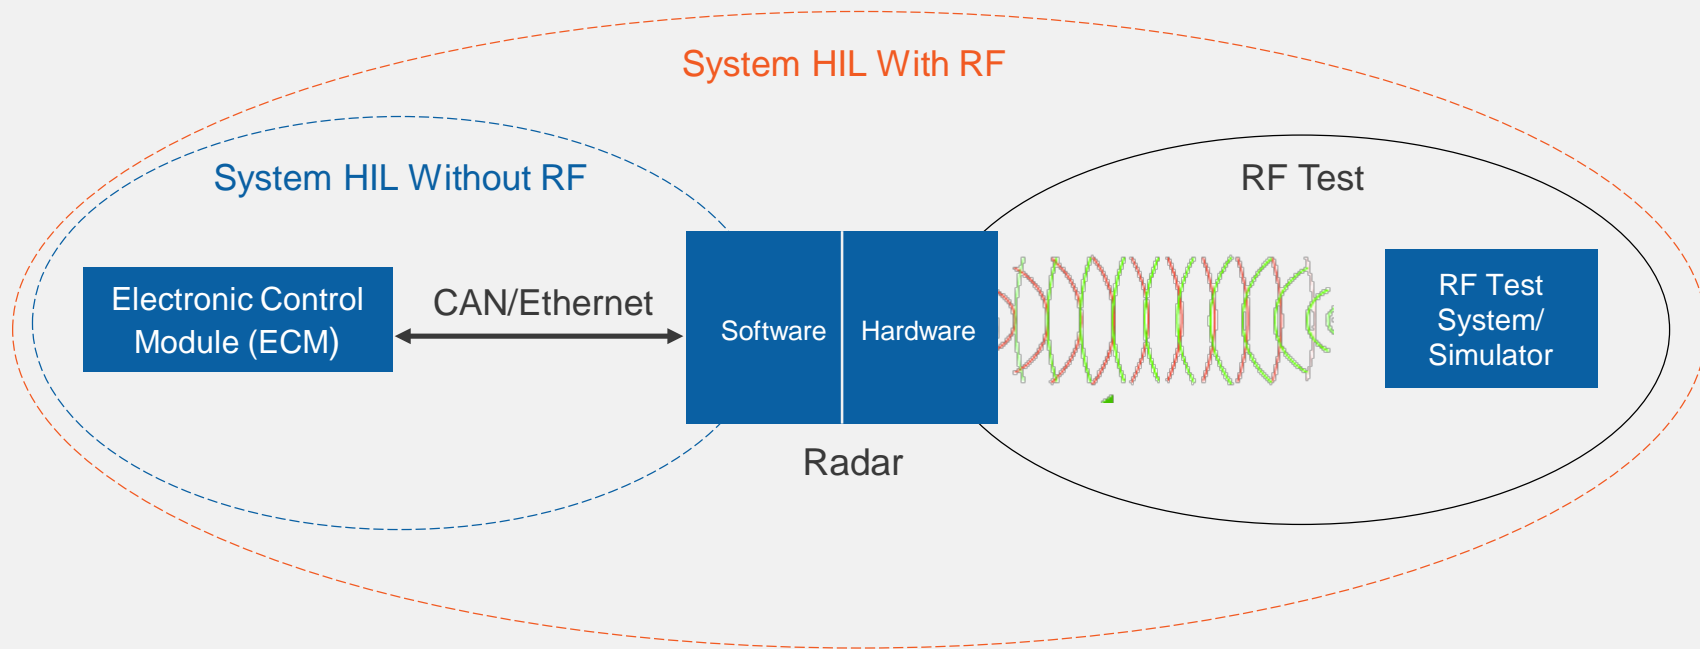 System HIL With RF
System HIL Without RF
RF Test
Electronic Control
Module (ECM)
CAN/Ethernet
Software
Hardware
RF Test
System/
Simulator
Radar